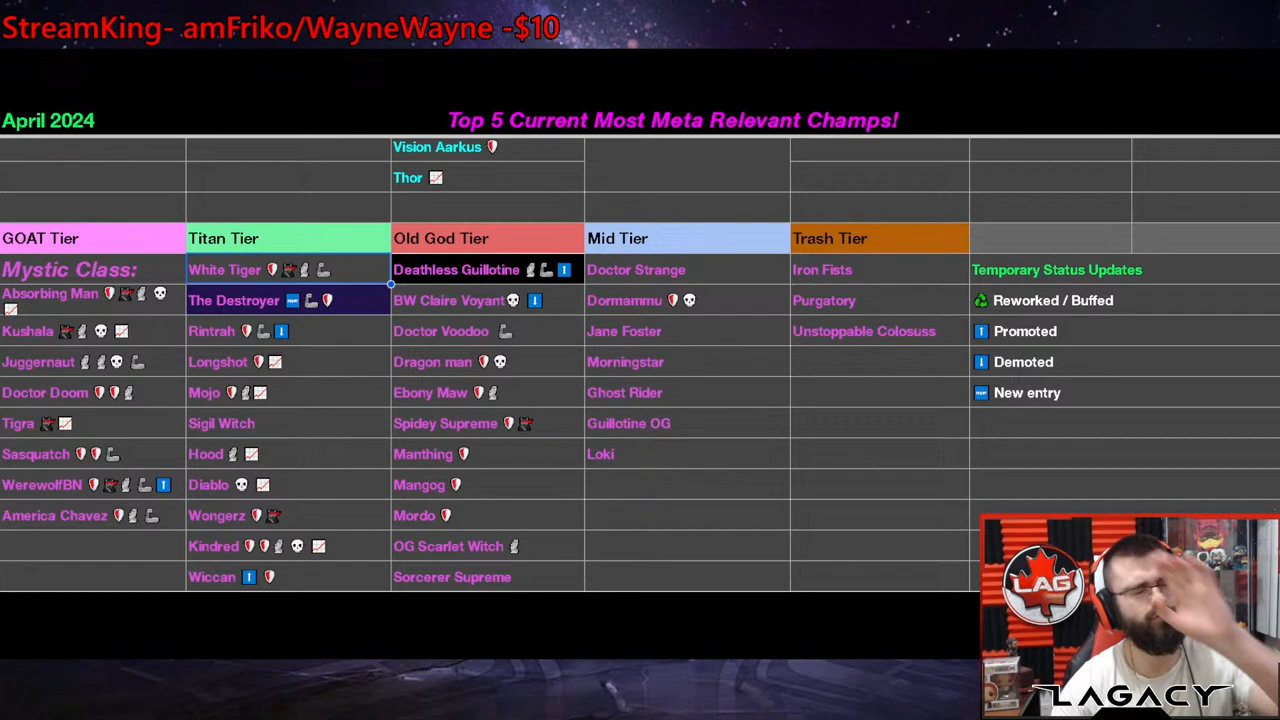 StreamKing- amFriko/WayneWayne -$10
April 2024
Top 5 Current Most Meta Relevant Champs!
Vision Aarkus
Thor
GOAT Tier
Titan Tier
Old God Tier
Mid Tier
Trash Tier
Mystic Class:
White Tiger
Deathless Guillotine
Doctor Strange
Iron Fists
Temporary Status Updates
Absorbing Man
The Destroyer
BW Claire Voyant
Dormammu
Purgatory
Reworked / Buffed
Kushala
Rintrah
Doctor Voodoo
Jane Foster
Unstoppable Colosuss
Promoted
Juggernaut
Longshot
Dragon man
Morningstar
Demoted
Doctor Doom
Mojo
Ebony Maw
Ghost Rider
New entry
Tigra
Sigil Witch
Spidey Supreme
Guillotine OG
Sasquatch
Hood
Manthing
Loki
WerewolfBN
Diablo
Mangog
America Chavez
Wongerz
Mordo
Kindred
OG Scarlet Witch
Wiccan
Sorcerer Supreme
LAG
LAGACY